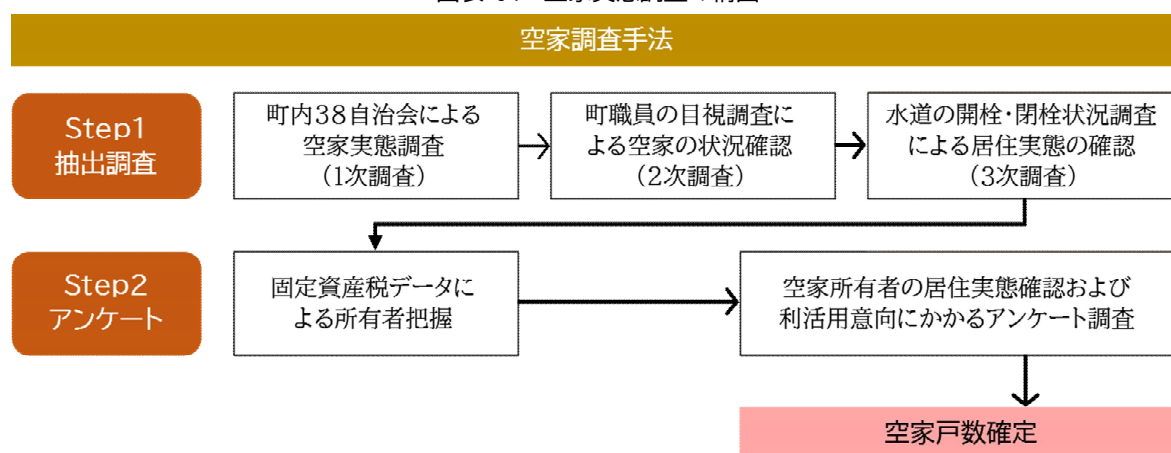 空家調査手法
Step1
抽出調査
町内38自治会による
空家実態調査
(1次調査)
町職員の目視調査に
よる空家の状況確認
(2次調査)
水道の開栓・閉栓状況調査
による居住実態の確認
(3次調査)
Step2
アンケート
固定資産税データに
よる所有者把握
空家所有者の居住実態確認および
利活用意向にかかるアンケート調査
空家戸数確定